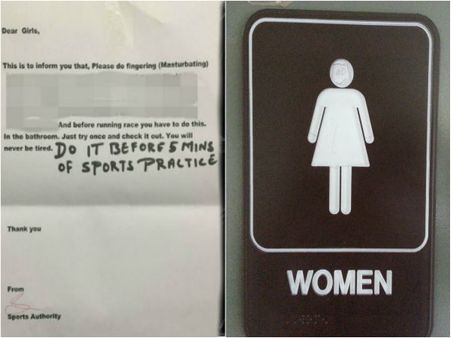 Dear Girls,
This is to inform you that, Please do fingering (Masturbating)
And before running race you have to do this.
In the bathroom. Just try once and check it out. You will
never be tired. DO IT BEFORE 5 MINS
OF SPORTS PRACTICE
Thank you
From
Sports Authority
WOMEN